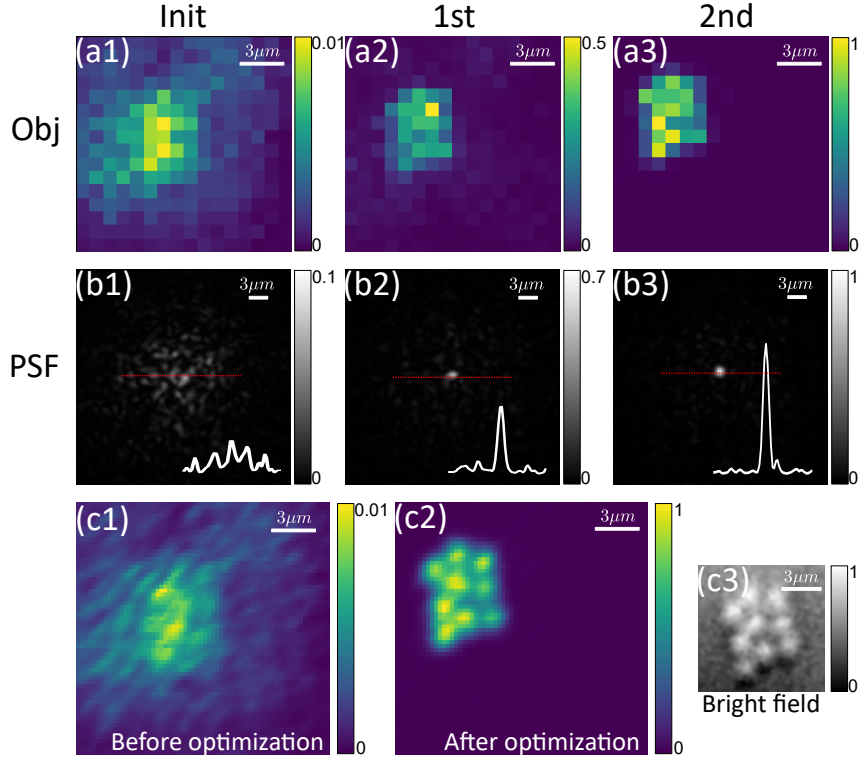 Init 1st 2nd
Obj
(a1) 3μm 0.01 0
(a2) 3μm 0.5 0
(a3) 3μm 1 0
PSF
(b1) 3μm 0.1 0
(b2) 3μm 0.7 0
(b3) 3μm 1 0
(c1) 3μm 0.01 0
Before optimization
(c2) 3μm 1 0
After optimization
(c3) 3μm 1 0
Bright field